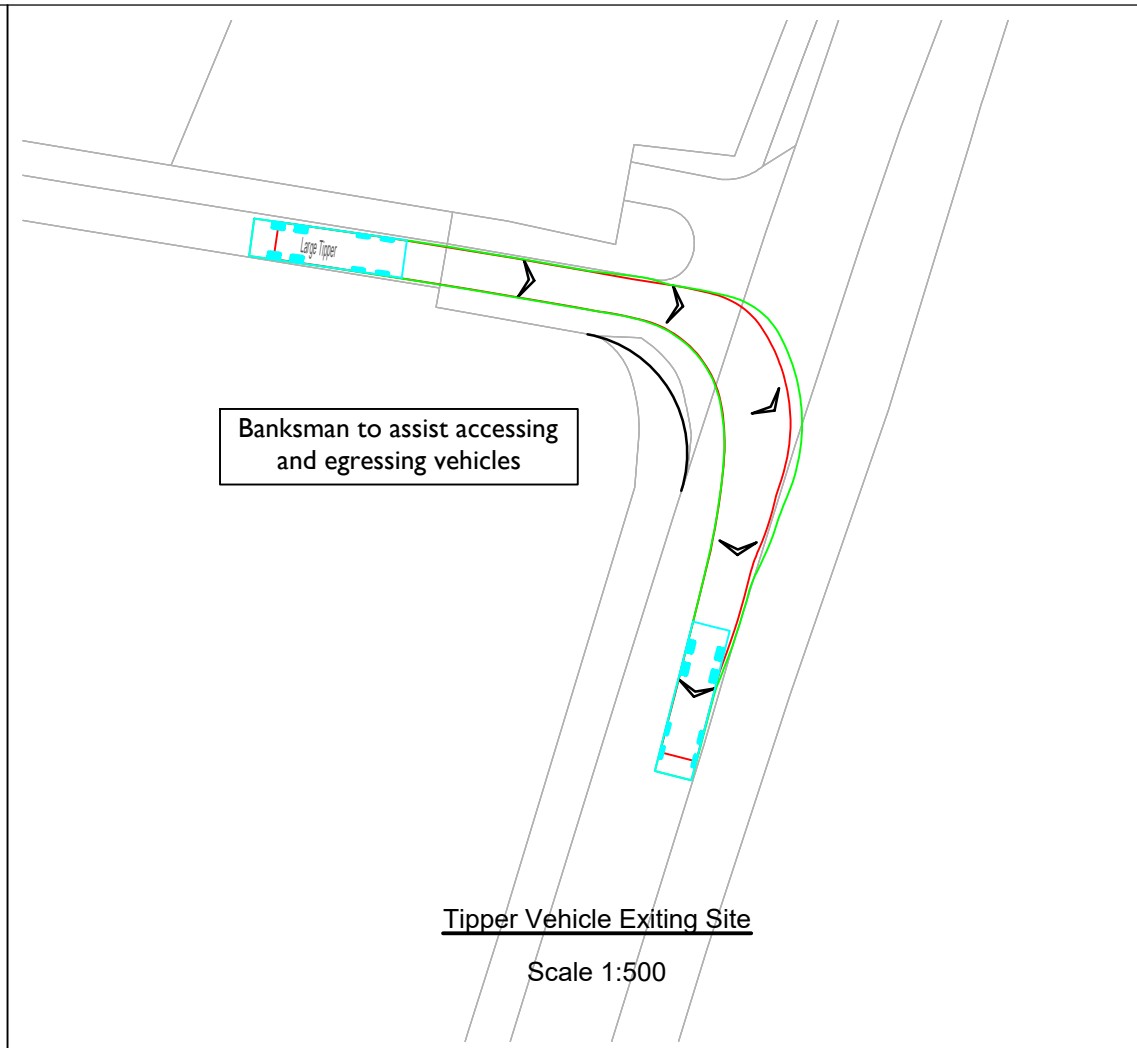 Large Tipper
Banksman to assist accessing
and egressing vehicles
Tipper Vehicle Exiting Site
Scale 1:500